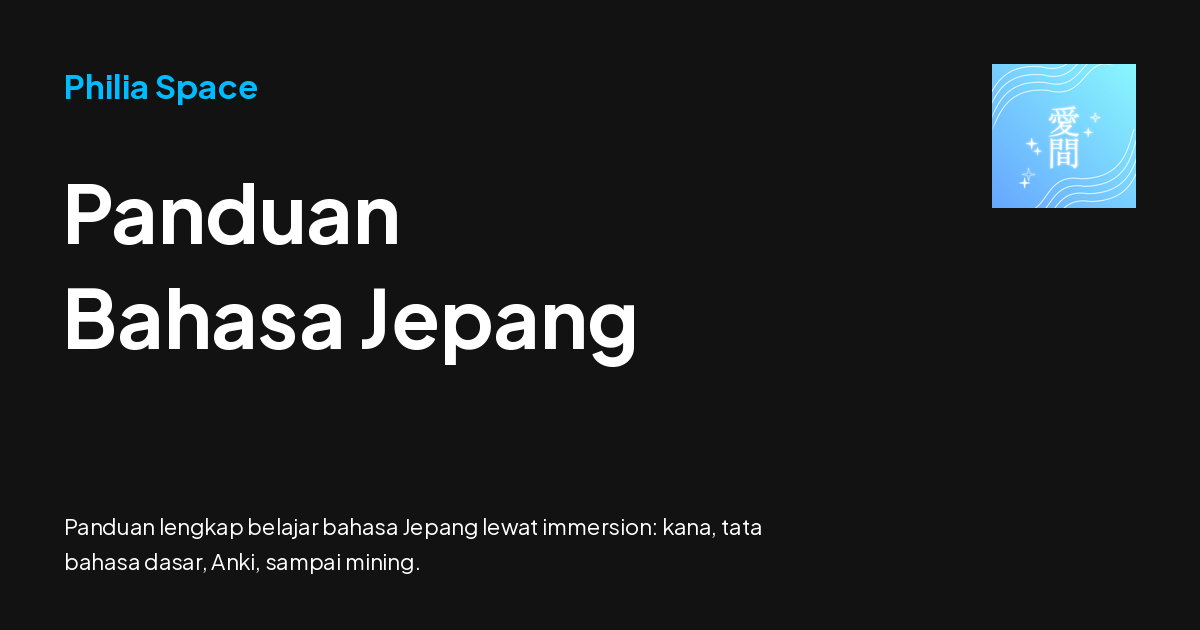 Philia Space
愛
間
Panduan
Bahasa Jepang
Panduan lengkap belajar bahasa Jepang lewat immersion: kana, tata
bahasa dasar, Anki, sampai mining.